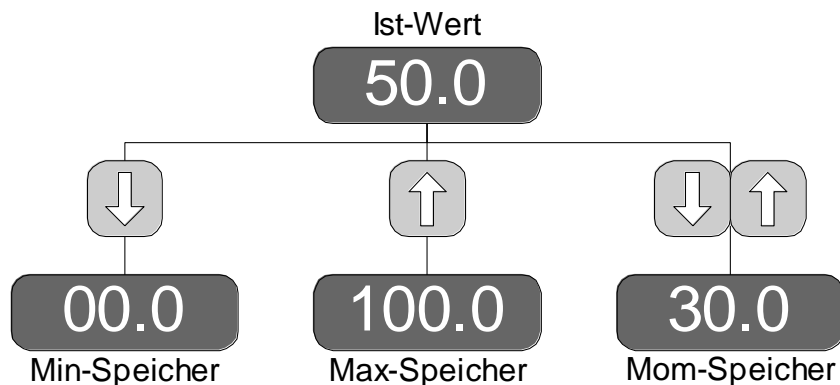 Ist-Wert
50.0
00.0
100.0
30.0
Min-Speicher
Max-Speicher
Mom-Speicher